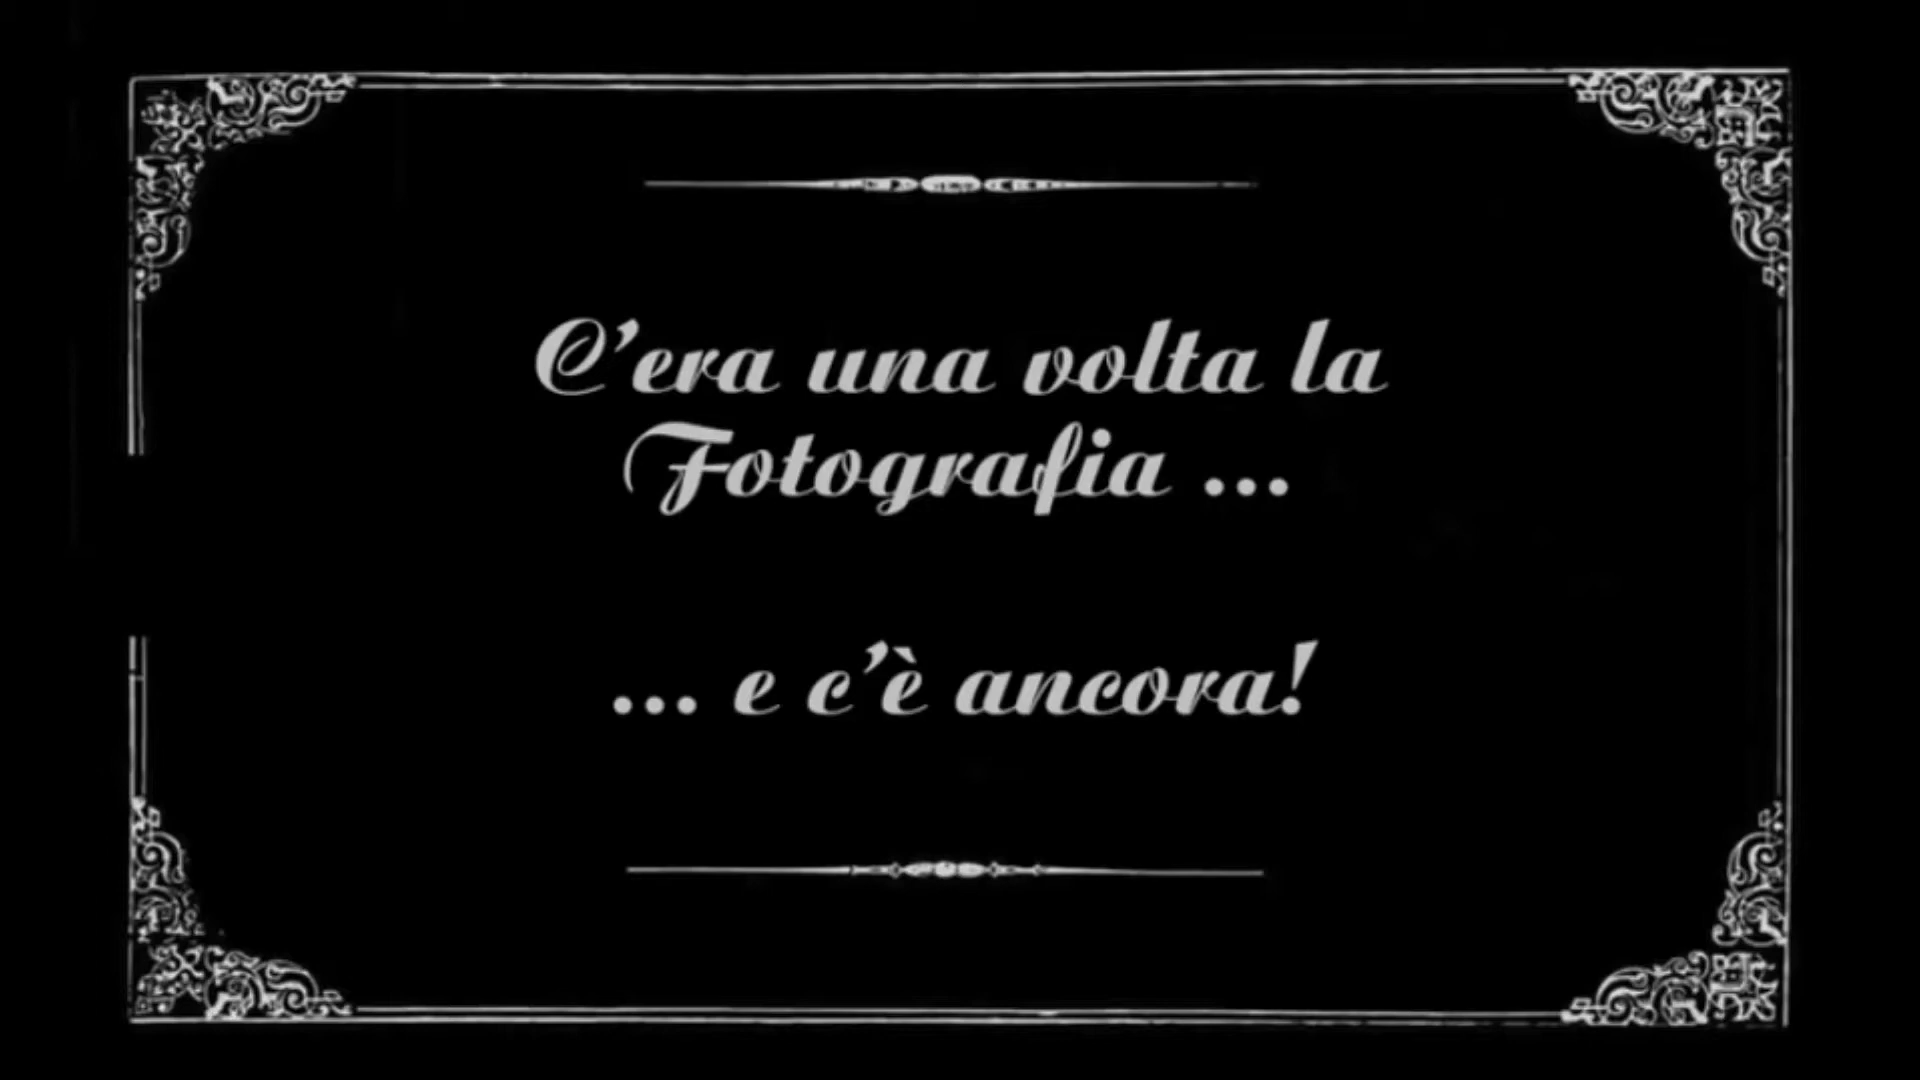 C’era una volta la
Fotografia ...
... e c’è ancora!